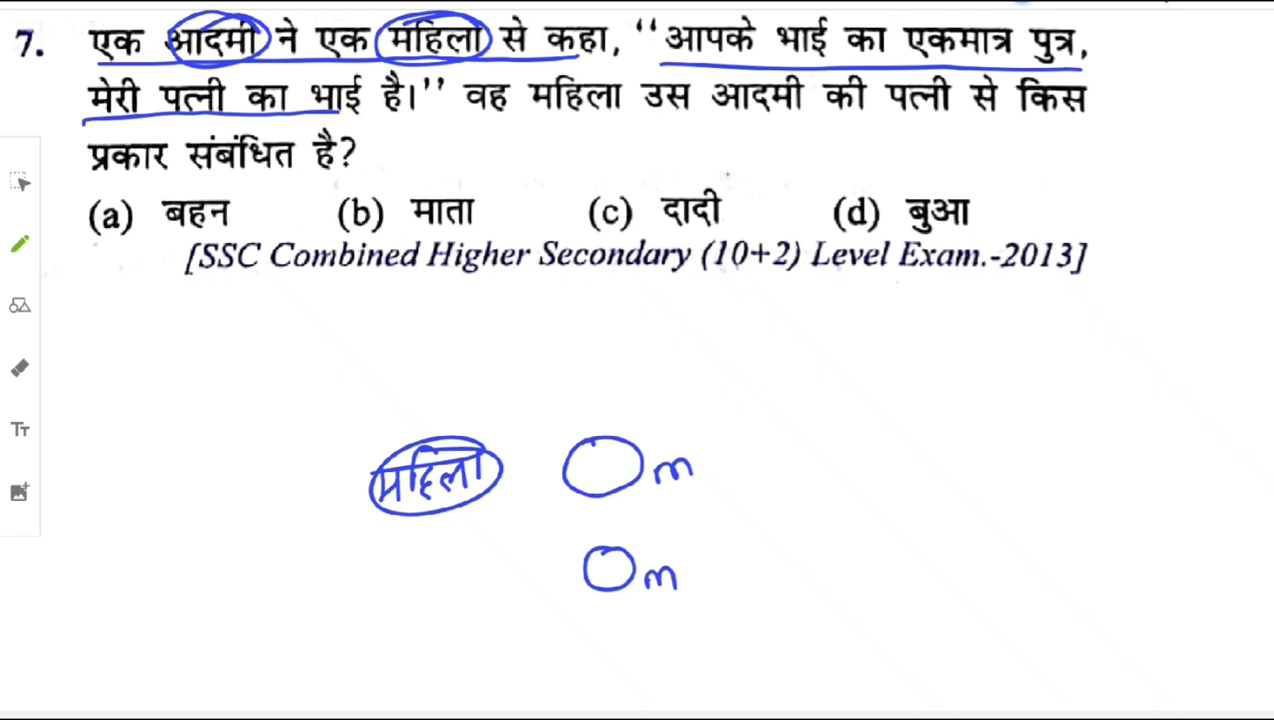 7. एक आदमी ने एक महिला से कहा, ‘‘आपके भाई का एकमात्र पुत्र,
मेरी पत्नी का भाई है।’’ वह महिला उस आदमी की पत्नी से किस
प्रकार संबंधित है?
(a) बहन (b) माता (c) दादी (d) बुआ
[SSC Combined Higher Secondary (10+2) Level Exam.-2013]
महिला m
m